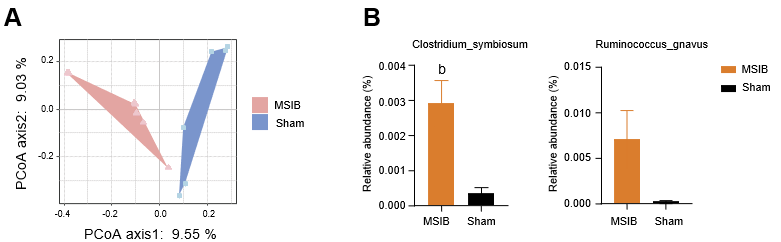 A
PCoA axis2: 9.03 %
0.2
0.0
-0.2
-0.4
-0.2
0.0
0.2
PCoA axis1: 9.55 %
MSIB
Sham
B
Clostridium_symbiosum
Relative abundance (%)
0.004
0.003
0.002
0.001
0.000
b
MSIB
Sham
Ruminococcus_gnavus
Relative abundance (%)
0.015
0.010
0.005
0.000
MSIB
Sham
MSIB
Sham